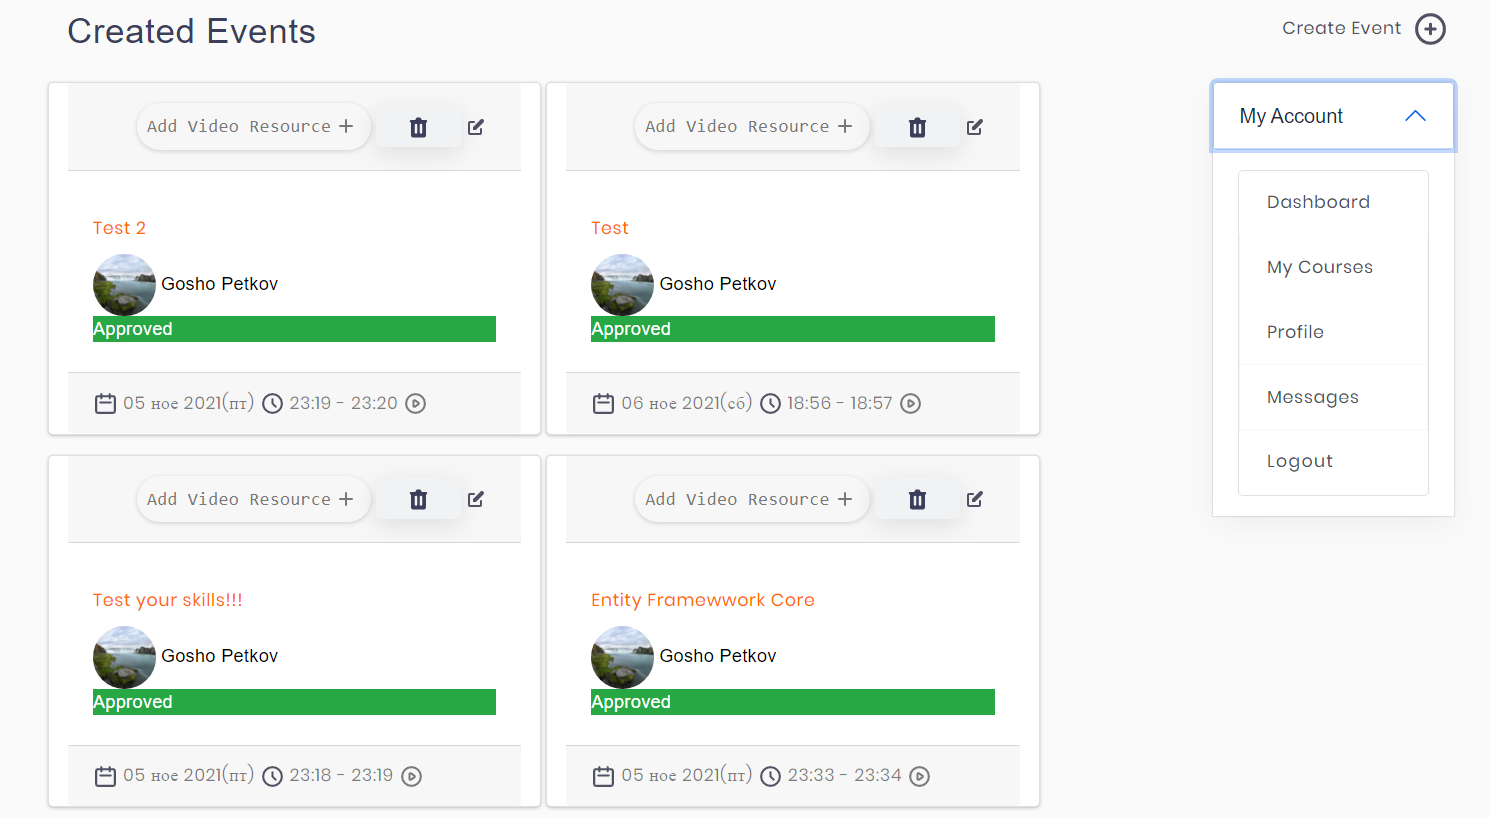 Created Events
Create Event
Add Video Resource
Test 2
Gosho Petkov
Approved
05 ное 2021(пт) 23:19 - 23:20
Add Video Resource
Test
Gosho Petkov
Approved
06 ное 2021(сб) 18:56 - 18:57
Add Video Resource
Test your skills!!!
Gosho Petkov
Approved
05 ное 2021(пт) 23:18 - 23:19
Add Video Resource
Entity Framewwork Core
Gosho Petkov
Approved
05 ное 2021(пт) 23:33 - 23:34
My Account
Dashboard
My Courses
Profile
Messages
Logout